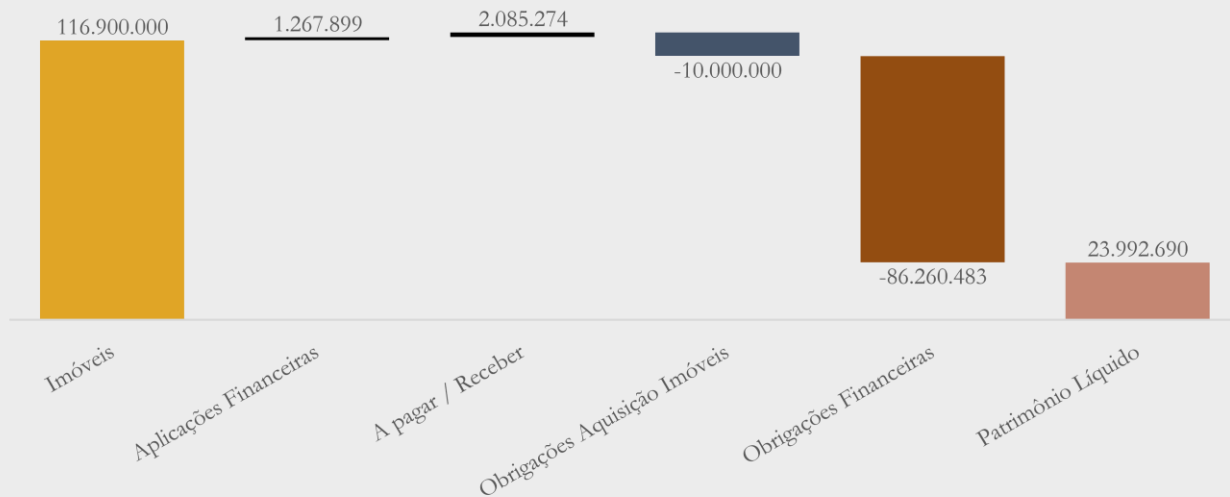 116.900.000
1.267.899
2.085.274
-10.000.000
-86.260.483
23.992.690
Imóveis
Aplicações Financeiras
A pagar / Receber
Obrigações Aquisição Imóveis
Obrigações Financeiras
Patrimônio Líquido